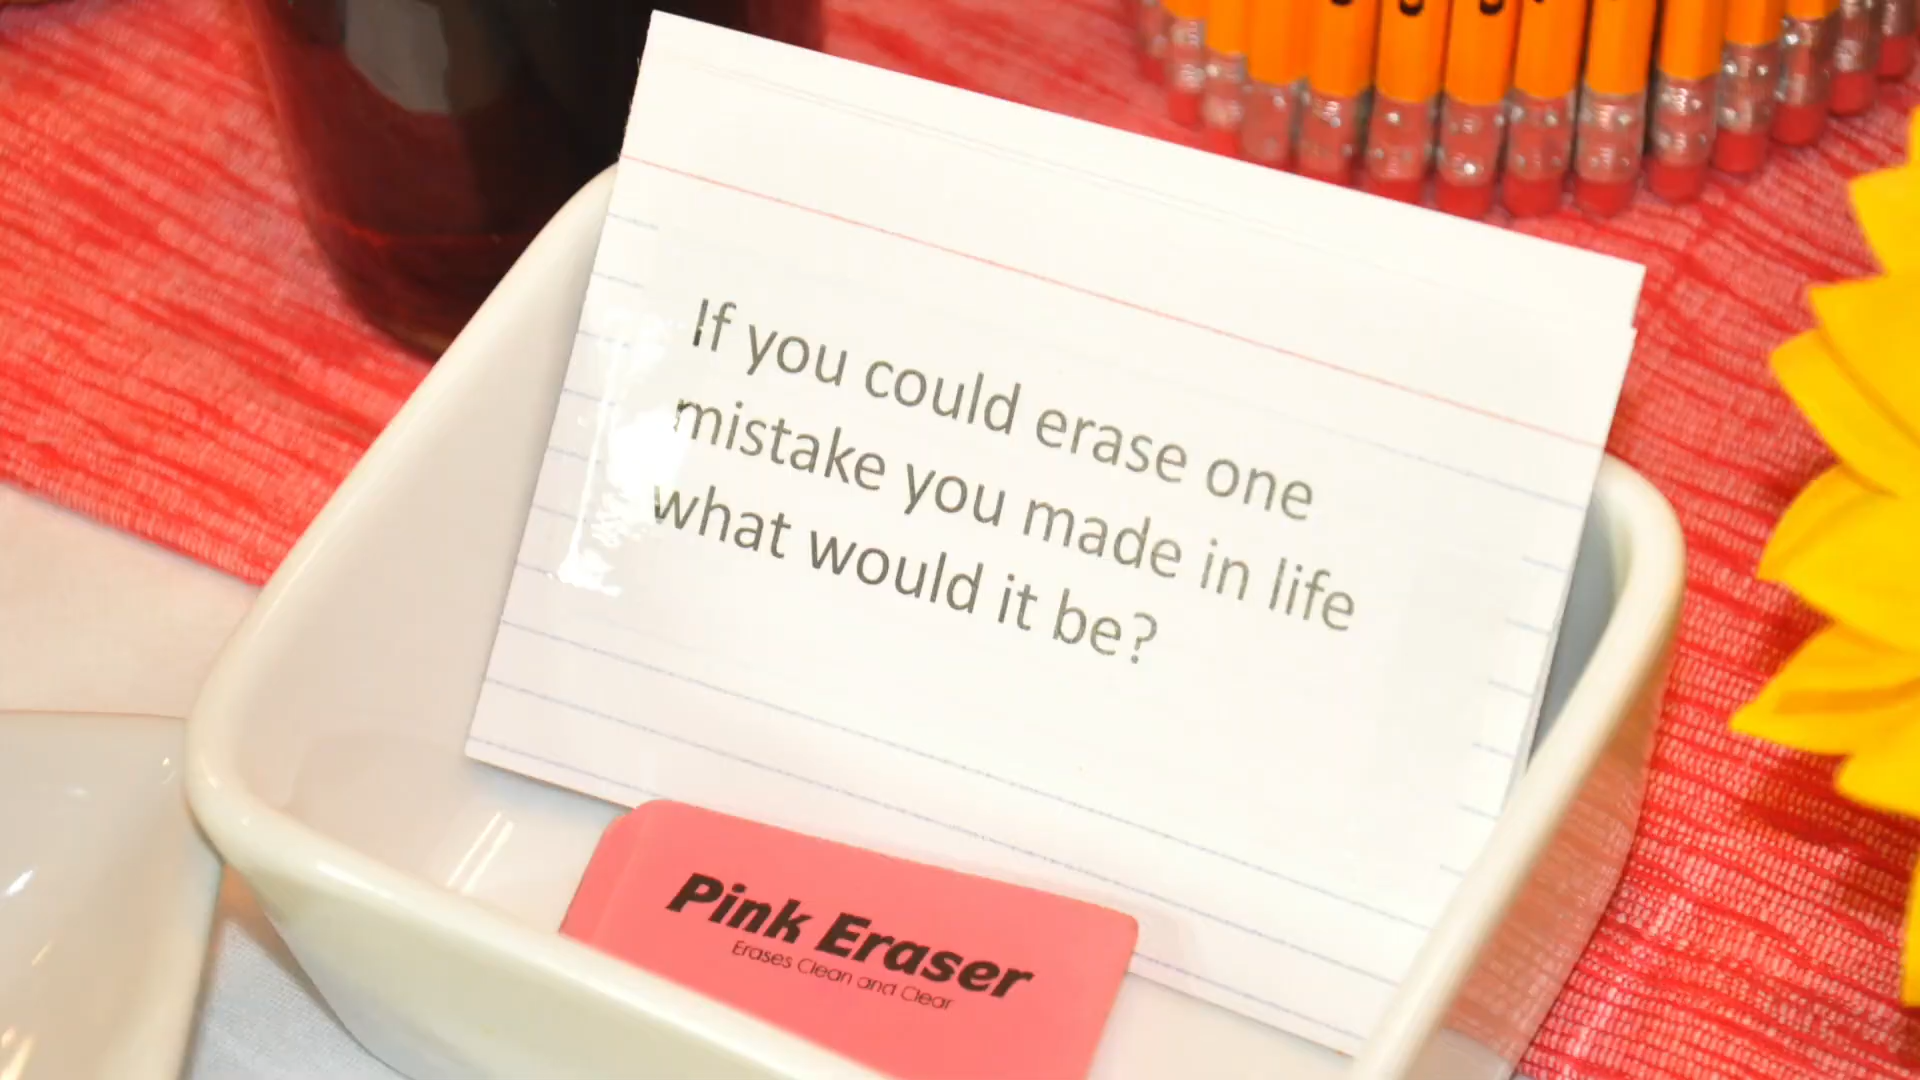 If you could erase one
mistake you made in life
what would it be?
Pink Eraser
Erases Clean and Clear